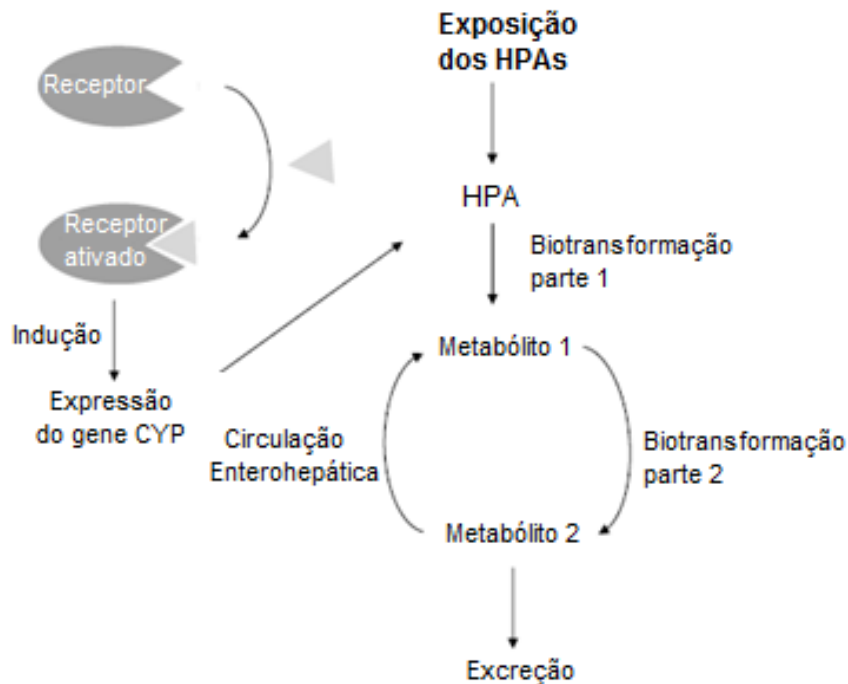 Exposição
dos HPAs
Receptor
HPA
Receptor
ativado
Biotransformação
parte 1
Indução
Metabólito 1
Expressão
do gene CYP
Circulação
Enterohepática
Biotransformação
parte 2
Metabólito 2
Excreção